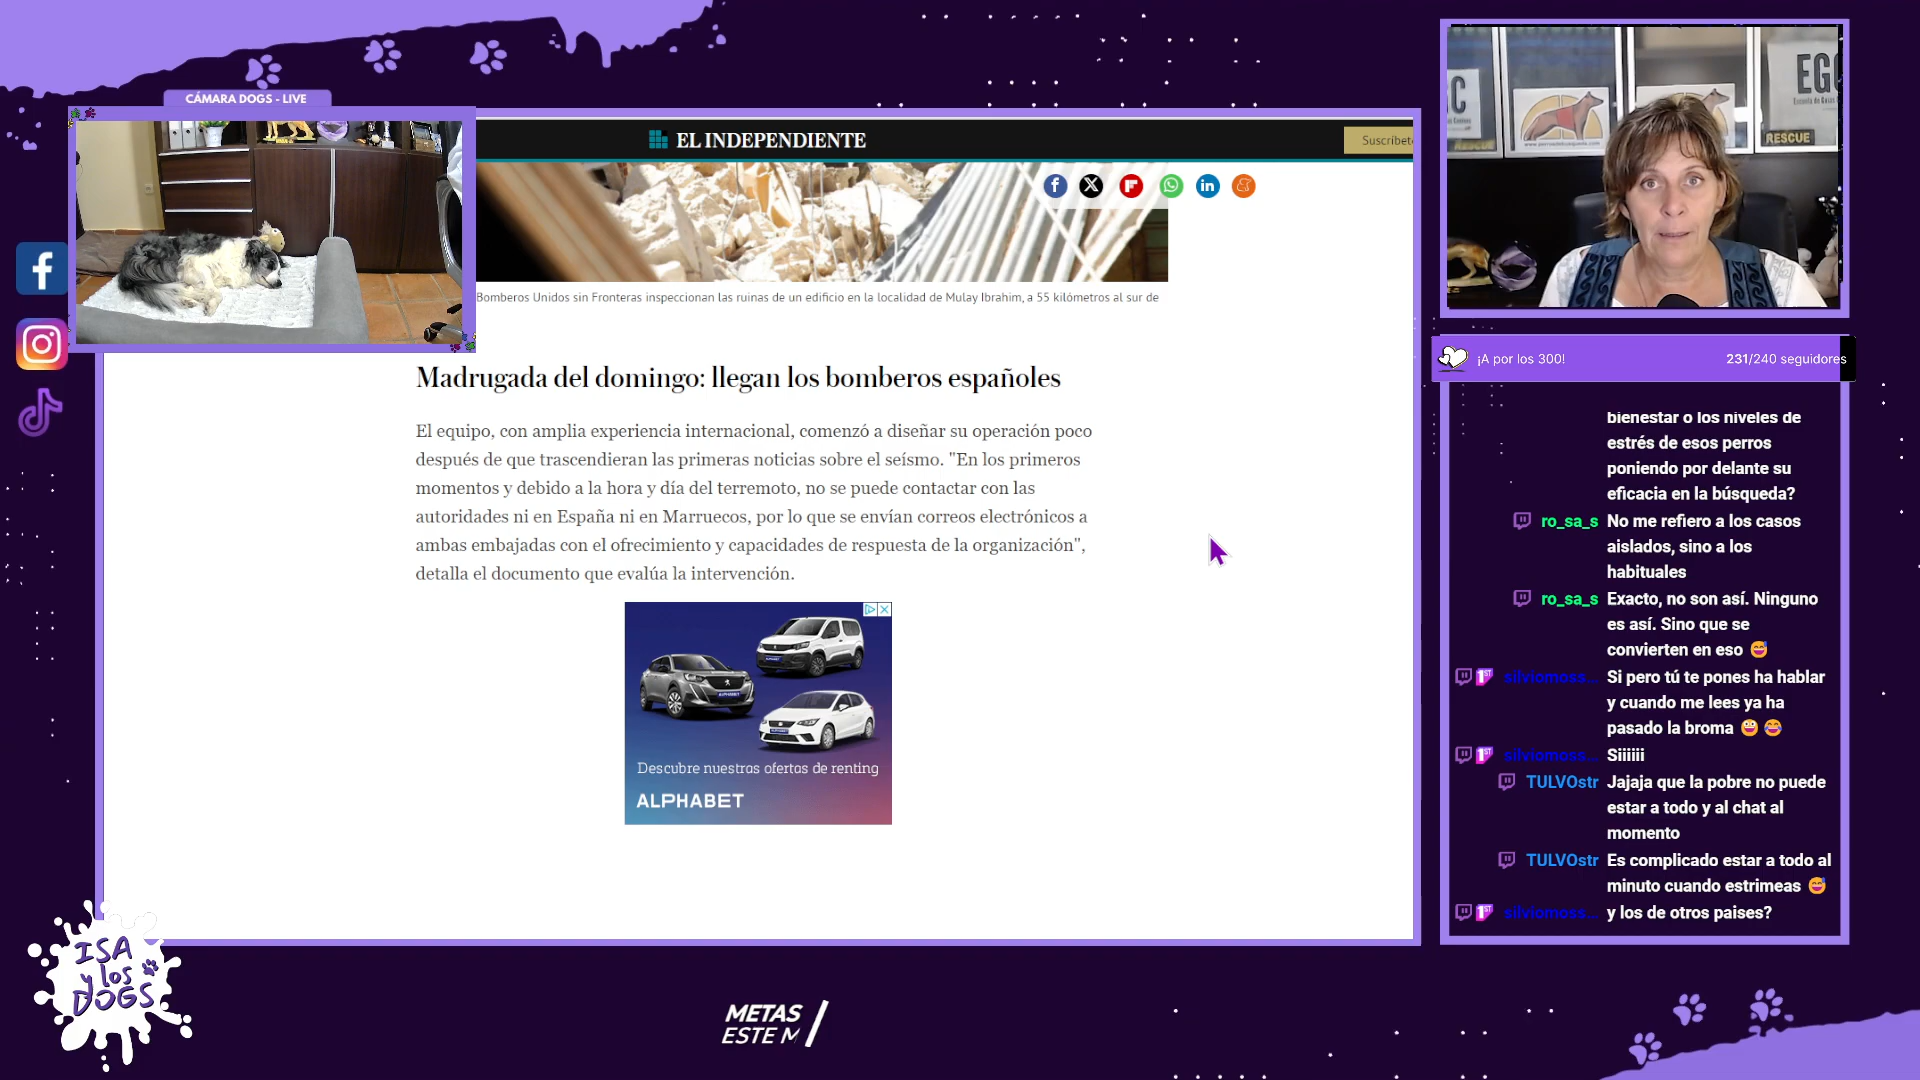 CÁMARA DOGS - LIVE
EL INDEPENDIENTE
Suscríbet
Bomberos Unidos sin Fronteras inspeccionan las ruinas de un edificio en la localidad de Mulay Ibrahim, a 55 kilómetros al sur de
Madrugada del domingo: llegan los bomberos españoles
El equipo, con amplia experiencia internacional, comenzó a diseñar su operación poco
después de que trascendieran las primeras noticias sobre el seísmo. "En los primeros
momentos y debido a la hora y día del terremoto, no se puede contactar con las
autoridades ni en España ni en Marruecos, por lo que se envían correos electrónicos a
ambas embajadas con el ofrecimiento y capacidades de respuesta de la organización",
detalla el documento que evalúa la intervención.
Descubre nuestras ofertas de renting
ALPHABET
C
EGC
RESCUE
RESCUE
¡A por los 300!
231/240 seguidores
bienestar o los niveles de
estrés de esos perros
poniendo por delante su
eficacia en la búsqueda?
ro_sa_s No me refiero a los casos
aislados, sino a los
habituales
ro_sa_s Exacto, no son así. Ninguno
es así. Sino que se
convierten en eso 😅
silviomoss... Si pero tú te pones ha hablar
y cuando me lees ya ha
pasado la broma 😀 😂
silviomoss... Siiiiii
TULVOstr Jajaja que la pobre no puede
estar a todo y al chat al
momento
TULVOstr Es complicado estar a todo al
minuto cuando estrimeas 😅
silviomoss... y los de otros paises?
ISA
y los
DOGS
METAS
ESTE M